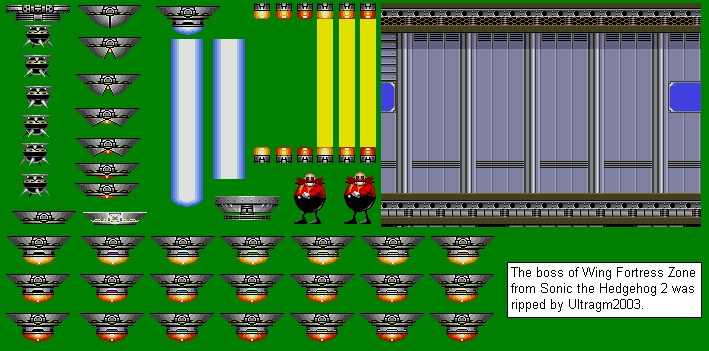 The boss of Wing Fortress Zone
from Sonic the Hedgehog 2 was
ripped by Ultragm2003.